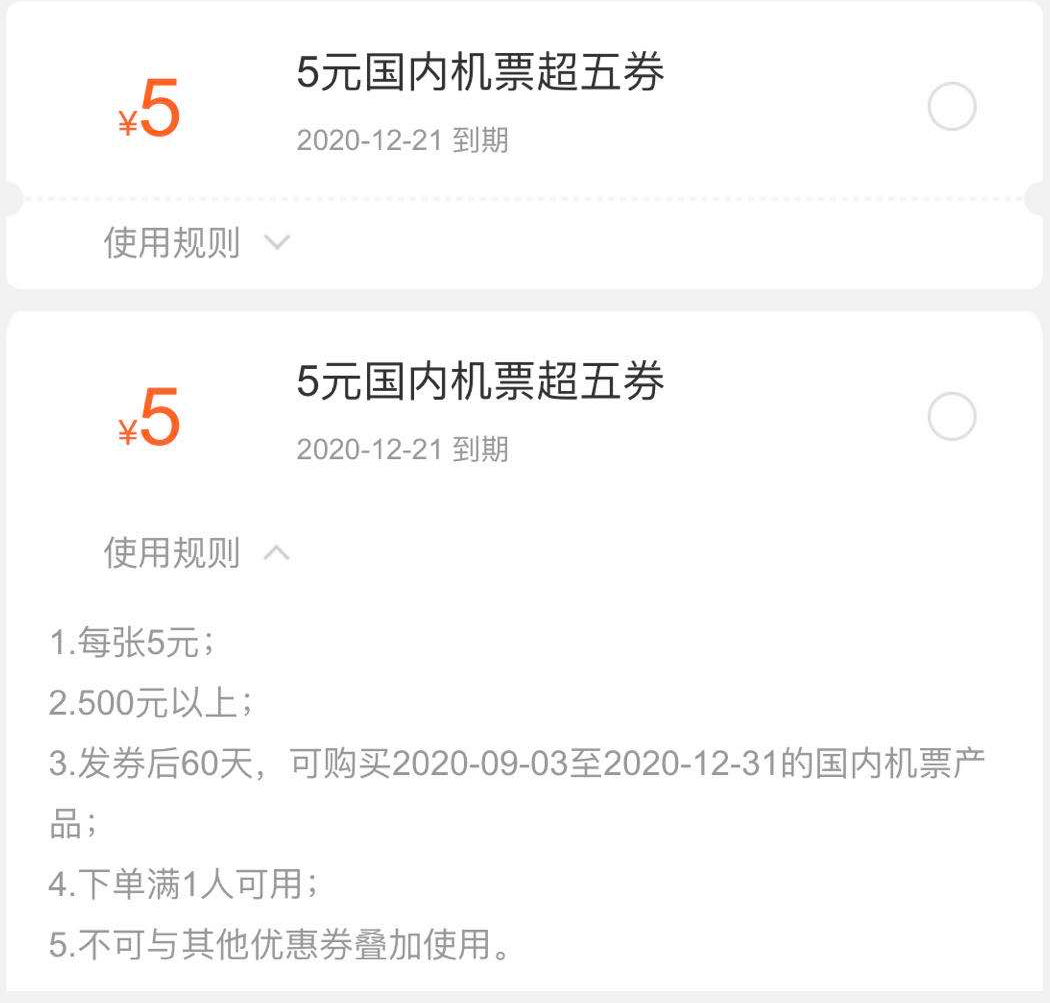 5元国内机票超五券
¥5
2020-12-21 到期
使用规则
5元国内机票超五券
¥5
2020-12-21 到期
使用规则
1.每张5元；
2.500元以上；
3.发券后60天，可购买2020-09-03至2020-12-31的国内机票产
品；
4.下单满1人可用；
5.不可与其他优惠券叠加使用。